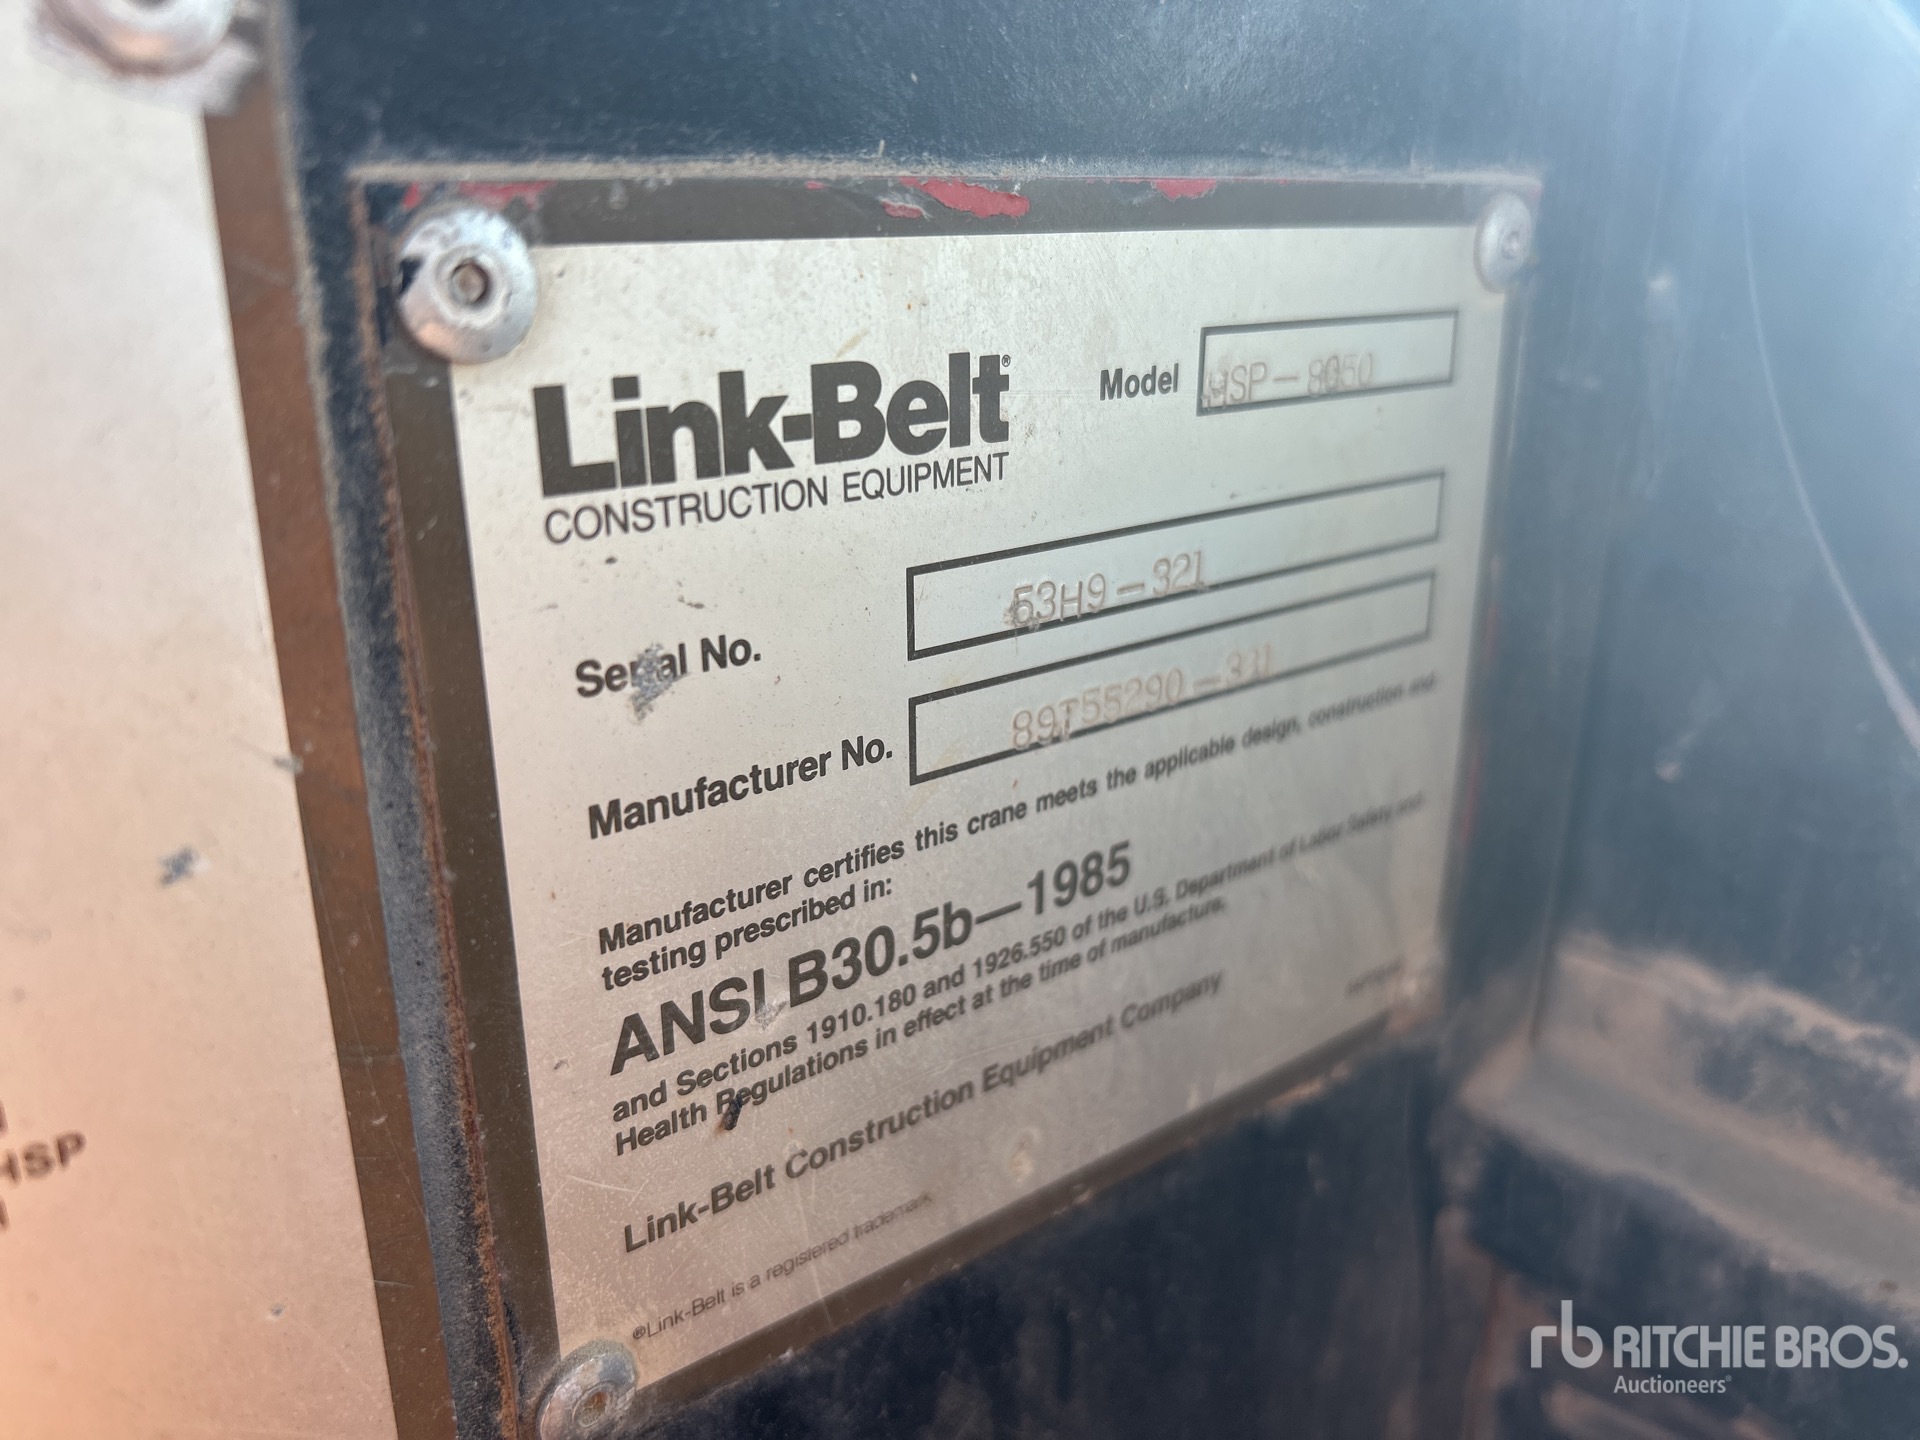 Link-Belt®
CONSTRUCTION EQUIPMENT
Model HSP-8050
Serial No. 53H9-321
Manufacturer No. 89T55290-331
Manufacturer certifies this crane meets the applicable design, construction and
testing prescribed in:
ANSI B30.5b—1985
and Sections 1910.180 and 1926.550 of the U.S. Department of Labor Safety and
Health Regulations in effect at the time of manufacture.
Link-Belt Construction Equipment Company
®Link-Belt is a registered trademark
HSP
rb RITCHIE BROS.
Auctioneers®